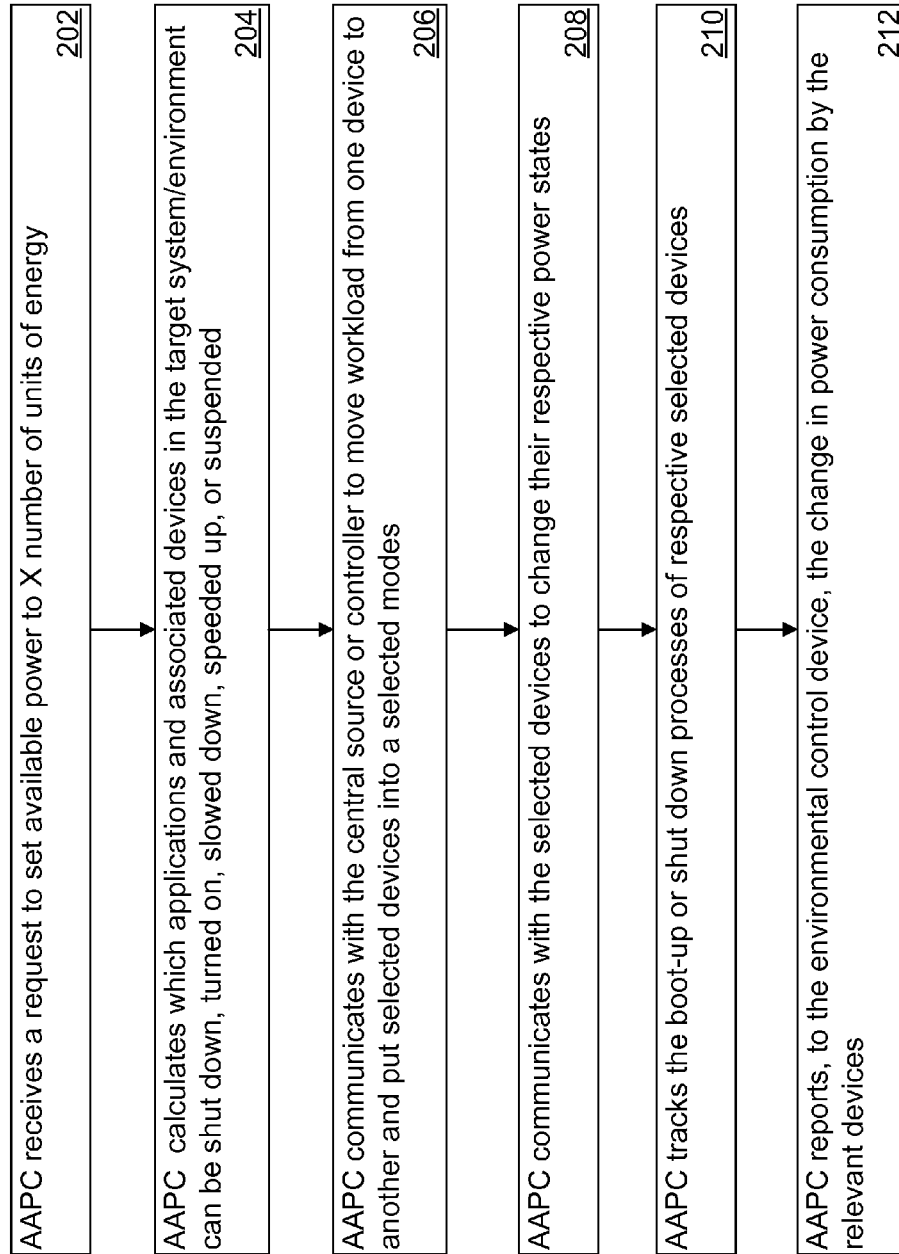 AAPC receives a request to set available power to X number of units of energy
202
AAPC calculates which applications and associated devices in the target system/environment
can be shut down, turned on, slowed down, speeded up, or suspended
204
AAPC communicates with the central source or controller to move workload from one device to
another and put selected devices into a selected modes
206
AAPC communicates with the selected devices to change their respective power states
208
AAPC tracks the boot-up or shut down processes of respective selected devices
210
AAPC reports, to the environmental control device, the change in power consumption by the
relevant devices
212